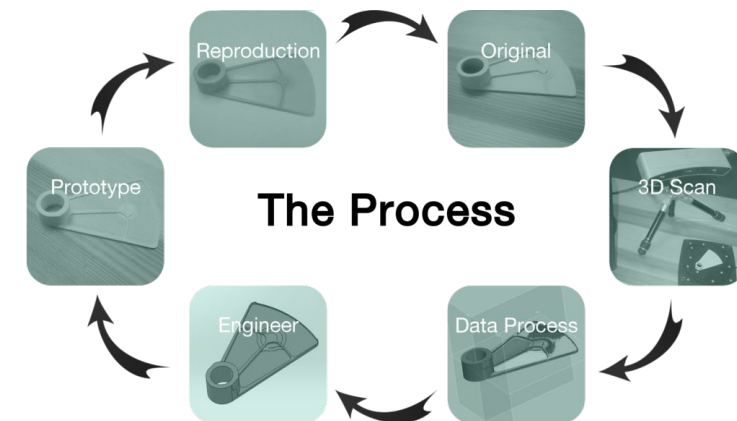 Reproduction
Original
Prototype
The Process
3D Scan
Engineer
Data Process